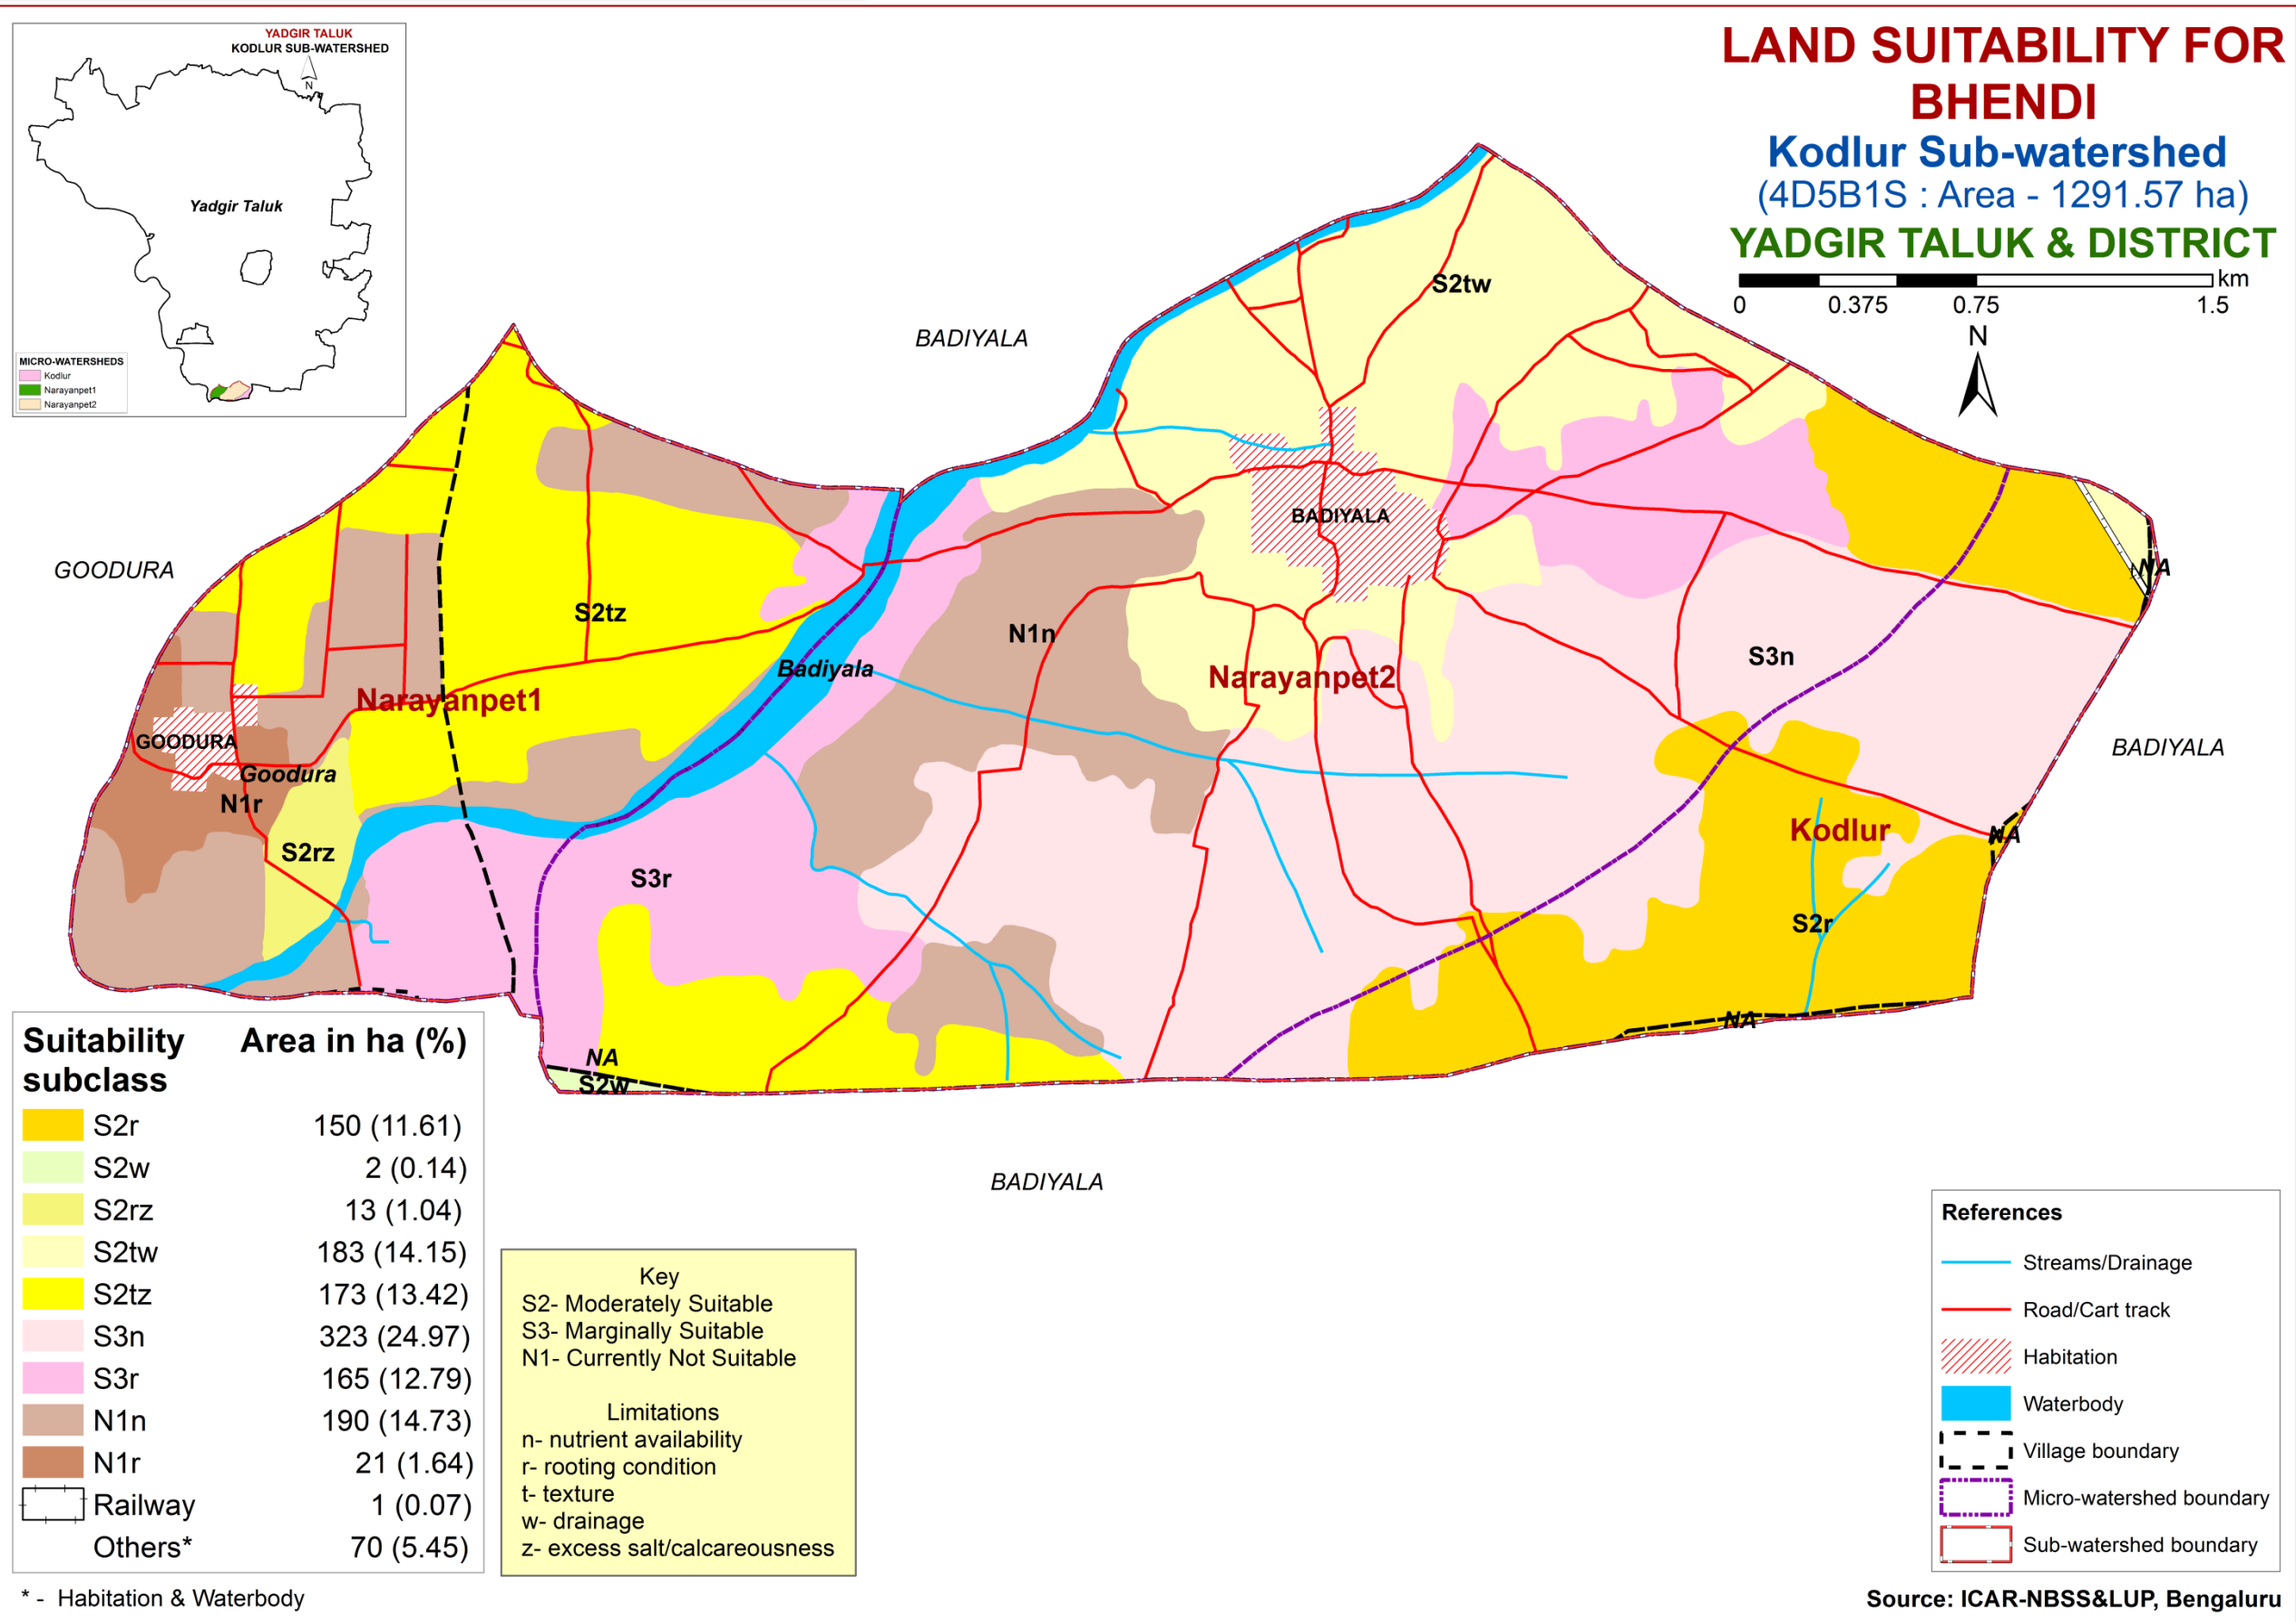 YADGIR TALUK
KODLUR SUB-WATERSHED
N
Yadgir Taluk
MICRO-WATERSHEDS
Kodlur
Narayanpet1
Narayanpet2
LAND SUITABILITY FOR
BHENDI
Kodlur Sub-watershed
(4D5B1S : Area - 1291.57 ha)
YADGIR TALUK & DISTRICT
km
0 0.375 0.75 1.5
N
S2tw
BADIYALA
BADIYALA
GOODURA
NA
S2tz
N1n
S3n
Badiyala
Narayanpet2
Narayanpet1
GOODURA
BADIYALA
Goodura
N1r
Kodlur
NA
S2rz
S3r
S2r
NA
NA
S2w
BADIYALA
Suitability subclass Area in ha (%)
S2r 150 (11.61)
S2w 2 (0.14)
S2rz 13 (1.04)
S2tw 183 (14.15)
S2tz 173 (13.42)
S3n 323 (24.97)
S3r 165 (12.79)
N1n 190 (14.73)
N1r 21 (1.64)
Railway 1 (0.07)
Others* 70 (5.45)
* - Habitation & Waterbody
Key
S2- Moderately Suitable
S3- Marginally Suitable
N1- Currently Not Suitable
Limitations
n- nutrient availability
r- rooting condition
t- texture
w- drainage
z- excess salt/calcareousness
References
Streams/Drainage
Road/Cart track
Habitation
Waterbody
Village boundary
Micro-watershed boundary
Sub-watershed boundary
Source: ICAR-NBSS&LUP, Bengaluru